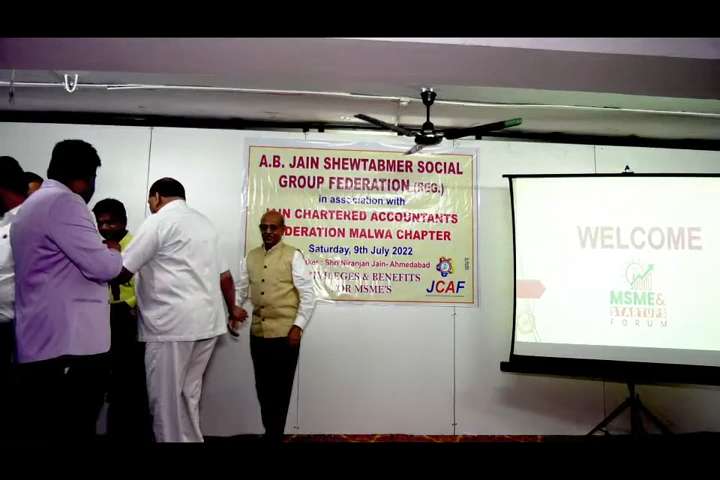 A.B. JAIN SHEWTABMER SOCIAL
GROUP FEDERATION (REG.)
in association with
CHARTERED ACCOUNTANTS
MALWA CHAPTER
Saturday, 9th July 2022
Shri Niranjan Jain- Ahmedabad
& BENEFITS
MSME'S
JCAF
WELCOME
MSME&
STARTUPS
FORUM